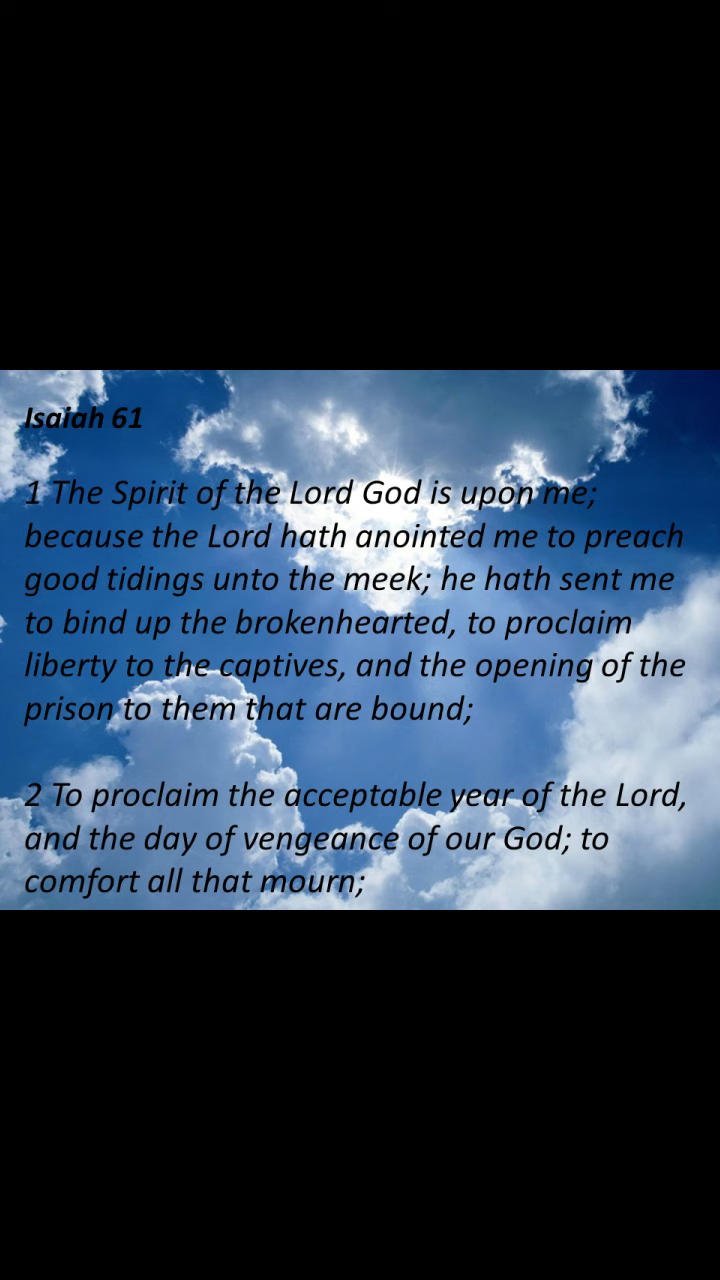 Isaiah 61
1 The Spirit of the Lord God is upon me;
because the Lord hath anointed me to preach
good tidings unto the meek; he hath sent me
to bind up the brokenhearted, to proclaim
liberty to the captives, and the opening of the
prison to them that are bound;
2 To proclaim the acceptable year of the Lord,
and the day of vengeance of our God; to
comfort all that mourn;